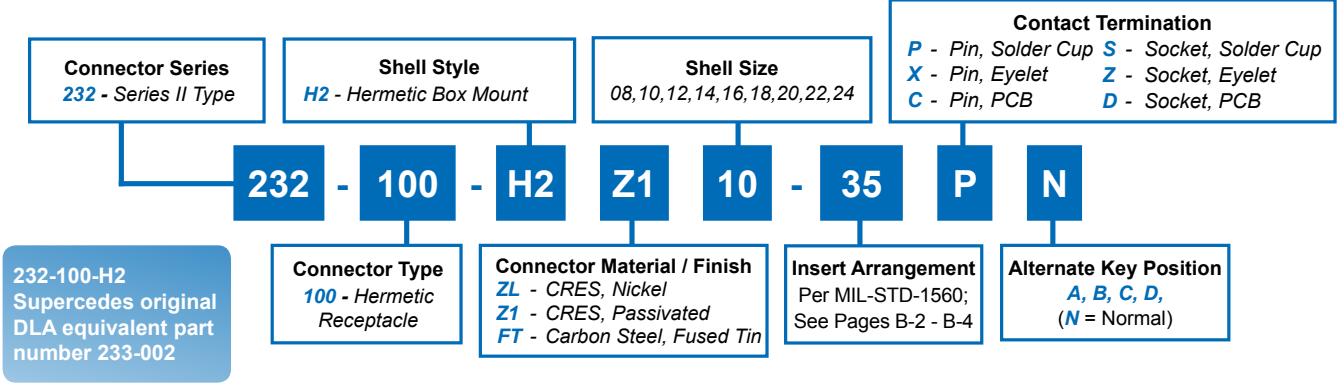 Connector Series
232 - Series II Type
Shell Style
H2 - Hermetic Box Mount
Shell Size
08,10,12,14,16,18,20,22,24
Contact Termination
P - Pin, Solder Cup S - Socket, Solder Cup
X - Pin, Eyelet Z - Socket, Eyelet
C - Pin, PCB D - Socket, PCB
232 - 100 - H2 Z1 10 - 35 P N
232-100-H2
Supercedes original
DLA equivalent part
number 233-002
Connector Type
100 - Hermetic
Receptacle
Connector Material / Finish
ZL - CRES, Nickel
Z1 - CRES, Passivated
FT - Carbon Steel, Fused Tin
Insert Arrangement
Per MIL-STD-1560;
See Pages B-2 - B-4
Alternate Key Position
A, B, C, D,
(N = Normal)